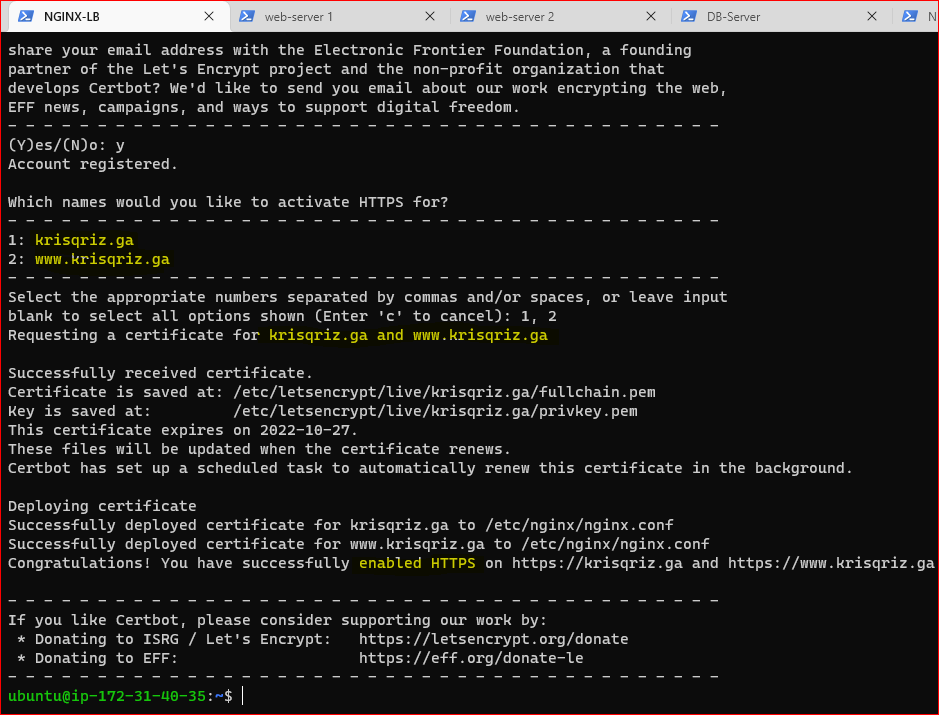 NGINX-LB
web-server 1
web-server 2
DB-Server
N
share your email address with the Electronic Frontier Foundation, a founding
partner of the Let's Encrypt project and the non-profit organization that
develops Certbot? We'd like to send you email about our work encrypting the web,
EFF news, campaigns, and ways to support digital freedom.
- - - - - - - - - - - - - - - - - - - - - - - - - - - - - - - - - - - - - - - -
(Y)es/(N)o: y
Account registered.
Which names would you like to activate HTTPS for?
- - - - - - - - - - - - - - - - - - - - - - - - - - - - - - - - - - - - - - - -
1: krisqriz.ga
2: www.krisqriz.ga
- - - - - - - - - - - - - - - - - - - - - - - - - - - - - - - - - - - - - - - -
Select the appropriate numbers separated by commas and/or spaces, or leave input
blank to select all options shown (Enter 'c' to cancel): 1, 2
Requesting a certificate for krisqriz.ga and www.krisqriz.ga
Successfully received certificate.
Certificate is saved at: /etc/letsencrypt/live/krisqriz.ga/fullchain.pem
Key is saved at:         /etc/letsencrypt/live/krisqriz.ga/privkey.pem
This certificate expires on 2022-10-27.
These files will be updated when the certificate renews.
Certbot has set up a scheduled task to automatically renew this certificate in the background.
Deploying certificate
Successfully deployed certificate for krisqriz.ga to /etc/nginx/nginx.conf
Successfully deployed certificate for www.krisqriz.ga to /etc/nginx/nginx.conf
Congratulations! You have successfully enabled HTTPS on https://krisqriz.ga and https://www.krisqriz.ga
- - - - - - - - - - - - - - - - - - - - - - - - - - - - - - - - - - - - - - - -
If you like Certbot, please consider supporting our work by:
 * Donating to ISRG / Let's Encrypt:   https://letsencrypt.org/donate
 * Donating to EFF:                    https://eff.org/donate-le
- - - - - - - - - - - - - - - - - - - - - - - - - - - - - - - - - - - - - - - -
ubuntu@ip-172-31-40-35:~$